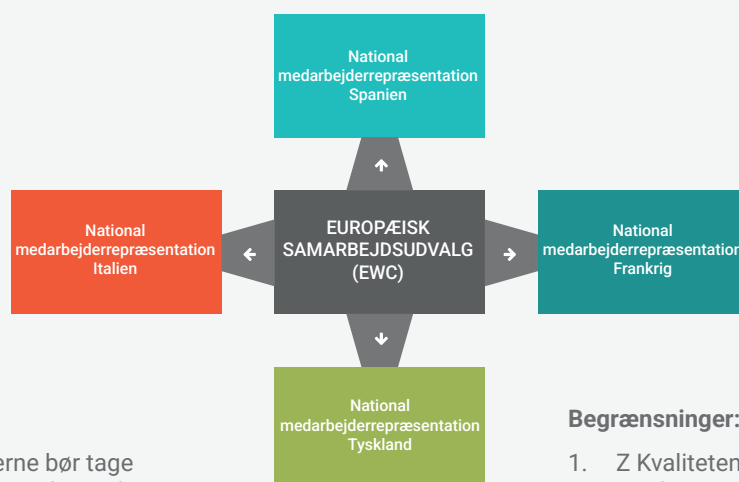 National
medarbejderrepræsentation
Spanien
National
medarbejderrepræsentation
Italien
EUROPÆISK
SAMARBEJDSUDVALG
(EWC)
National
medarbejderrepræsentation
Frankrig
National
medarbejderrepræsentation
Tyskland
erne bør tage
Begrænsninger:
1. Z Kvaliteten